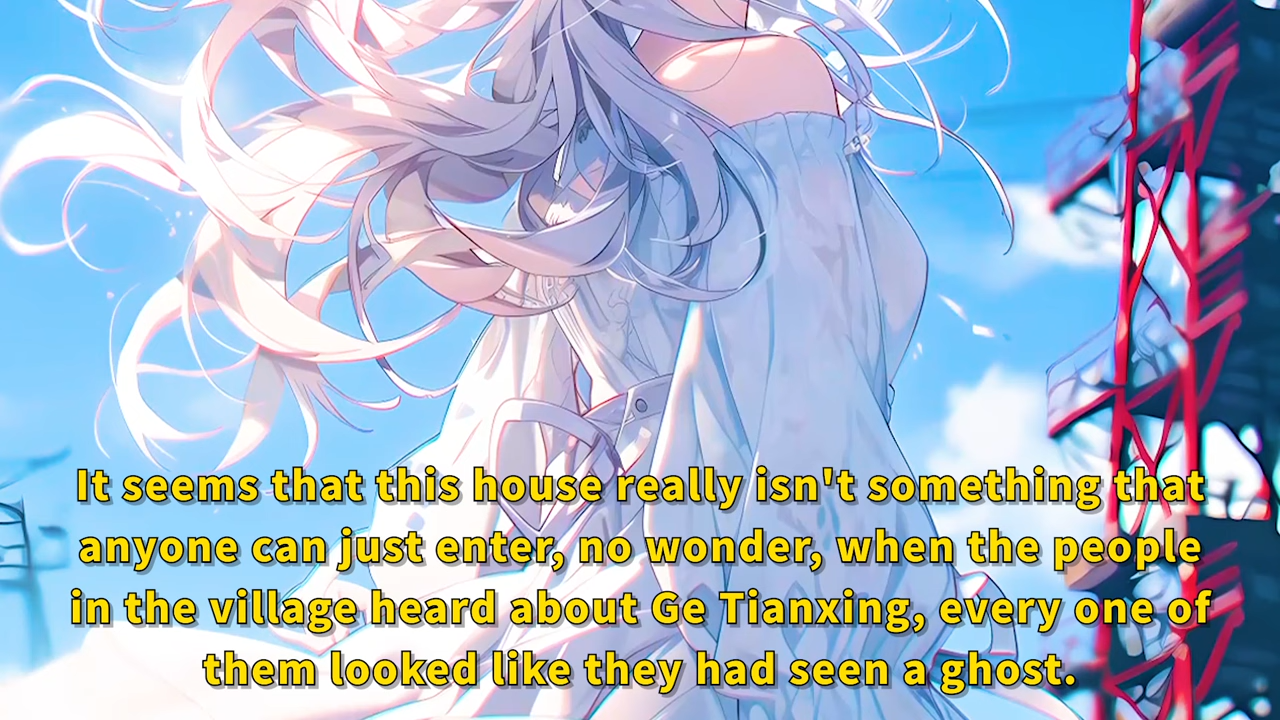 It seems that this house really isn't something that
anyone can just enter, no wonder, when the people
in the village heard about Ge Tianxing, every one of
them looked like they had seen a ghost.